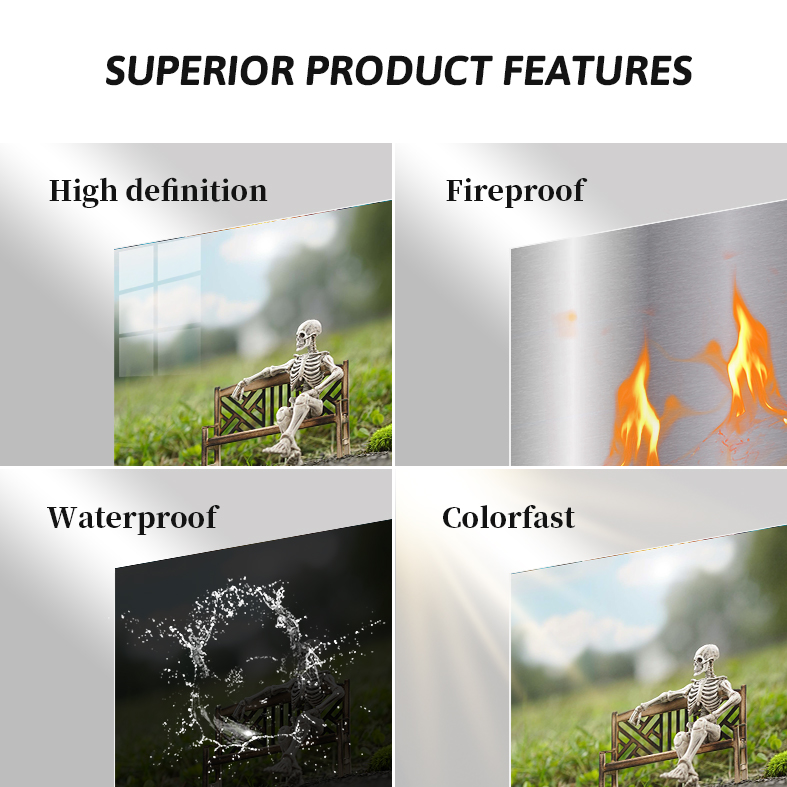 SUPERIOR PRODUCT FEATURES
High definition
Fireproof
Waterproof
Colorfast